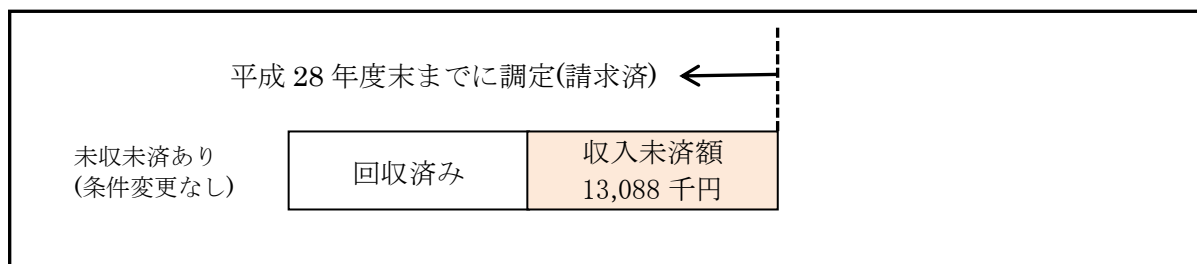 平成 28 年度末までに調定(請求済)
未収未済あり
(条件変更なし)
回収済み
収入未済額
13,088 千円